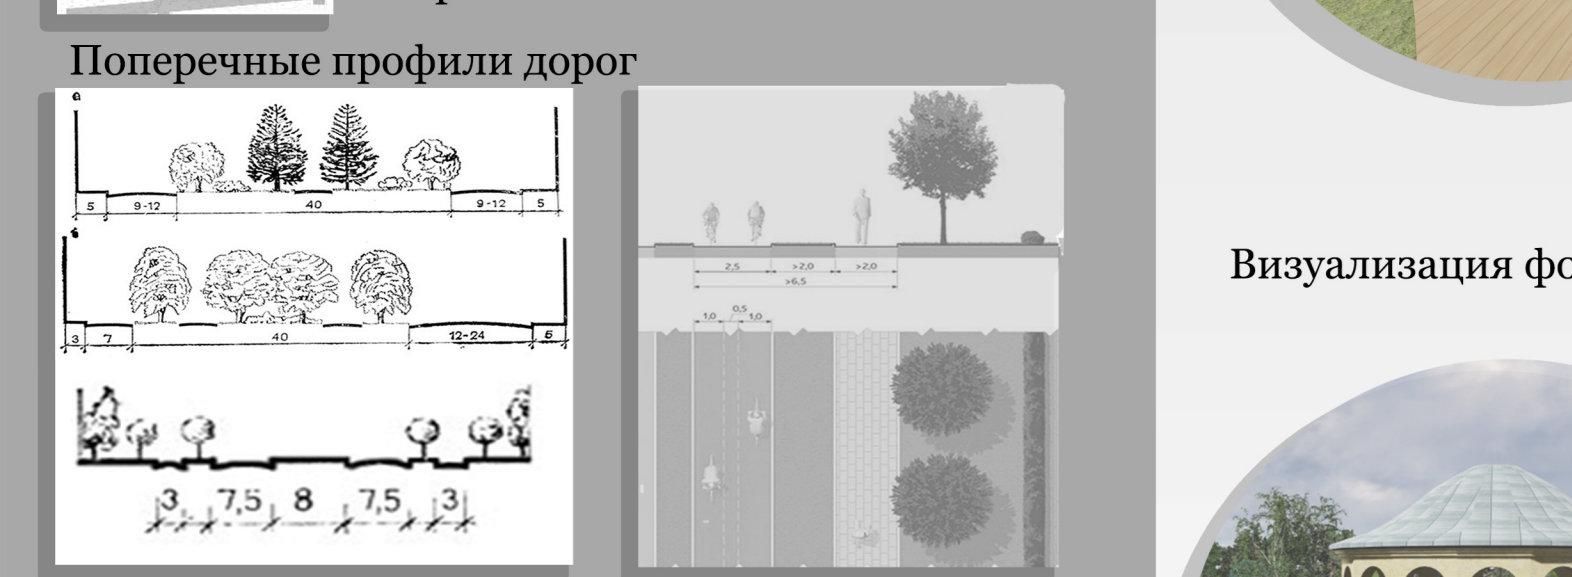 Поперечные профили дорог
а
5 9-12 40 9-12 5
б
3 7 40 12-24 5
3 7,5 8 7,5 3
2,5 >2,0 >2,0
>6,5
0,5
1,0 1,0
Визуализация фо